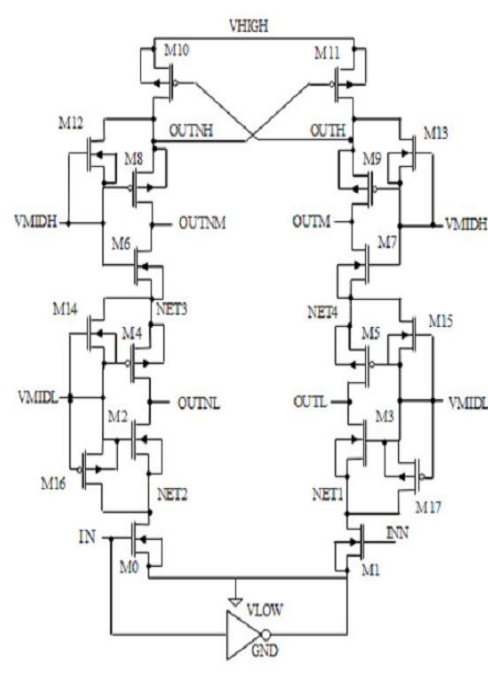 VHIGH
M10 M11
M12 OUTNH OUTH M13
M8 M9
VMIDH OUTNM OUTM VMIDH
M6 M7
M14 NET3 NET4 M15
M4 M5
VMIDL OUTNL OUTL VMIDL
M2 M3
M16 NET2 NET1 M17
IN INN
M0 M1
VLOW
GND